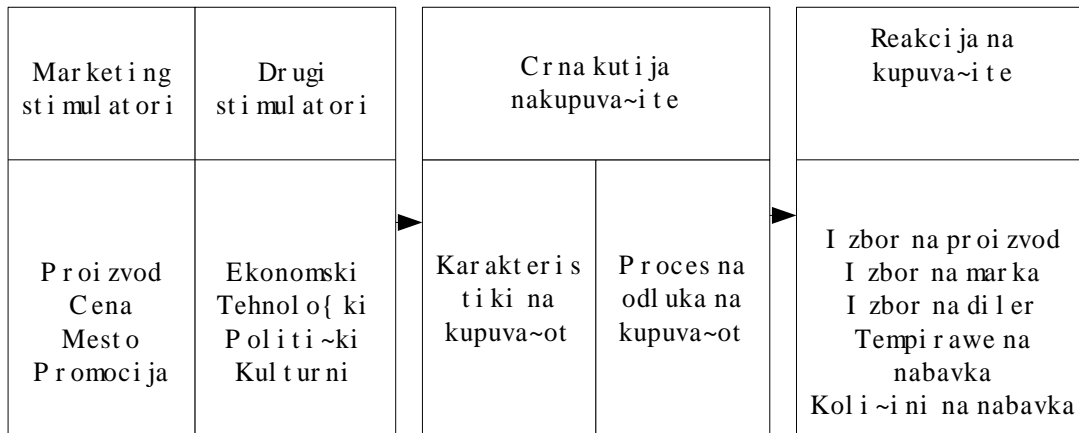 Marketing
stimulatori
Drugi
stimulatori
Crna kutija
nakupuva~ite
Reakcija na
kupuva~ite
Proizvod
Cena
Mesto
Promocija
Ekonomski
Tehnolo{ki
Politi~ki
Kulturni
Karakteris
tiki na
kupuva~ot
Proces na
odluka na
kupuva~ot
Izbor na proizvod
Izbor na marka
Izbor na diler
Tempirawe na
nabavka
Koli~ini na nabavka